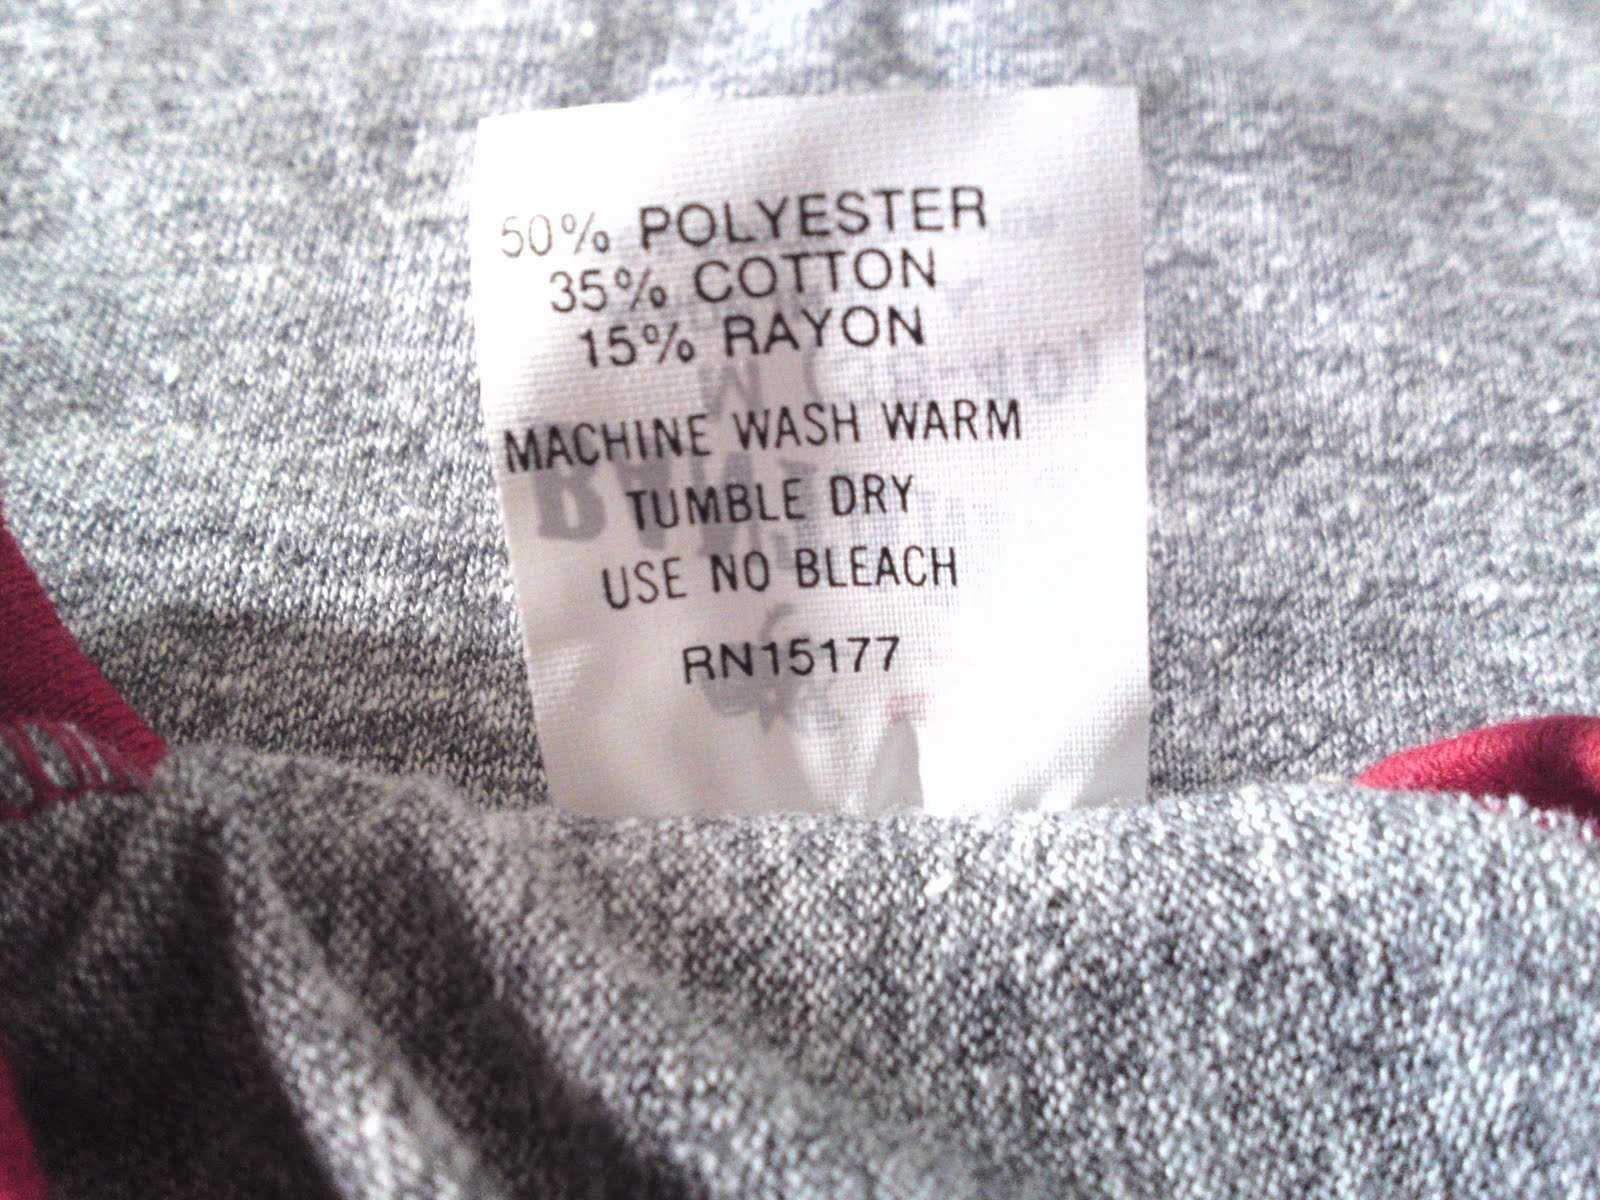 50% POLYESTER
35% COTTON
15% RAYON
MACHINE WASH WARM
TUMBLE DRY
USE NO BLEACH
RN15177